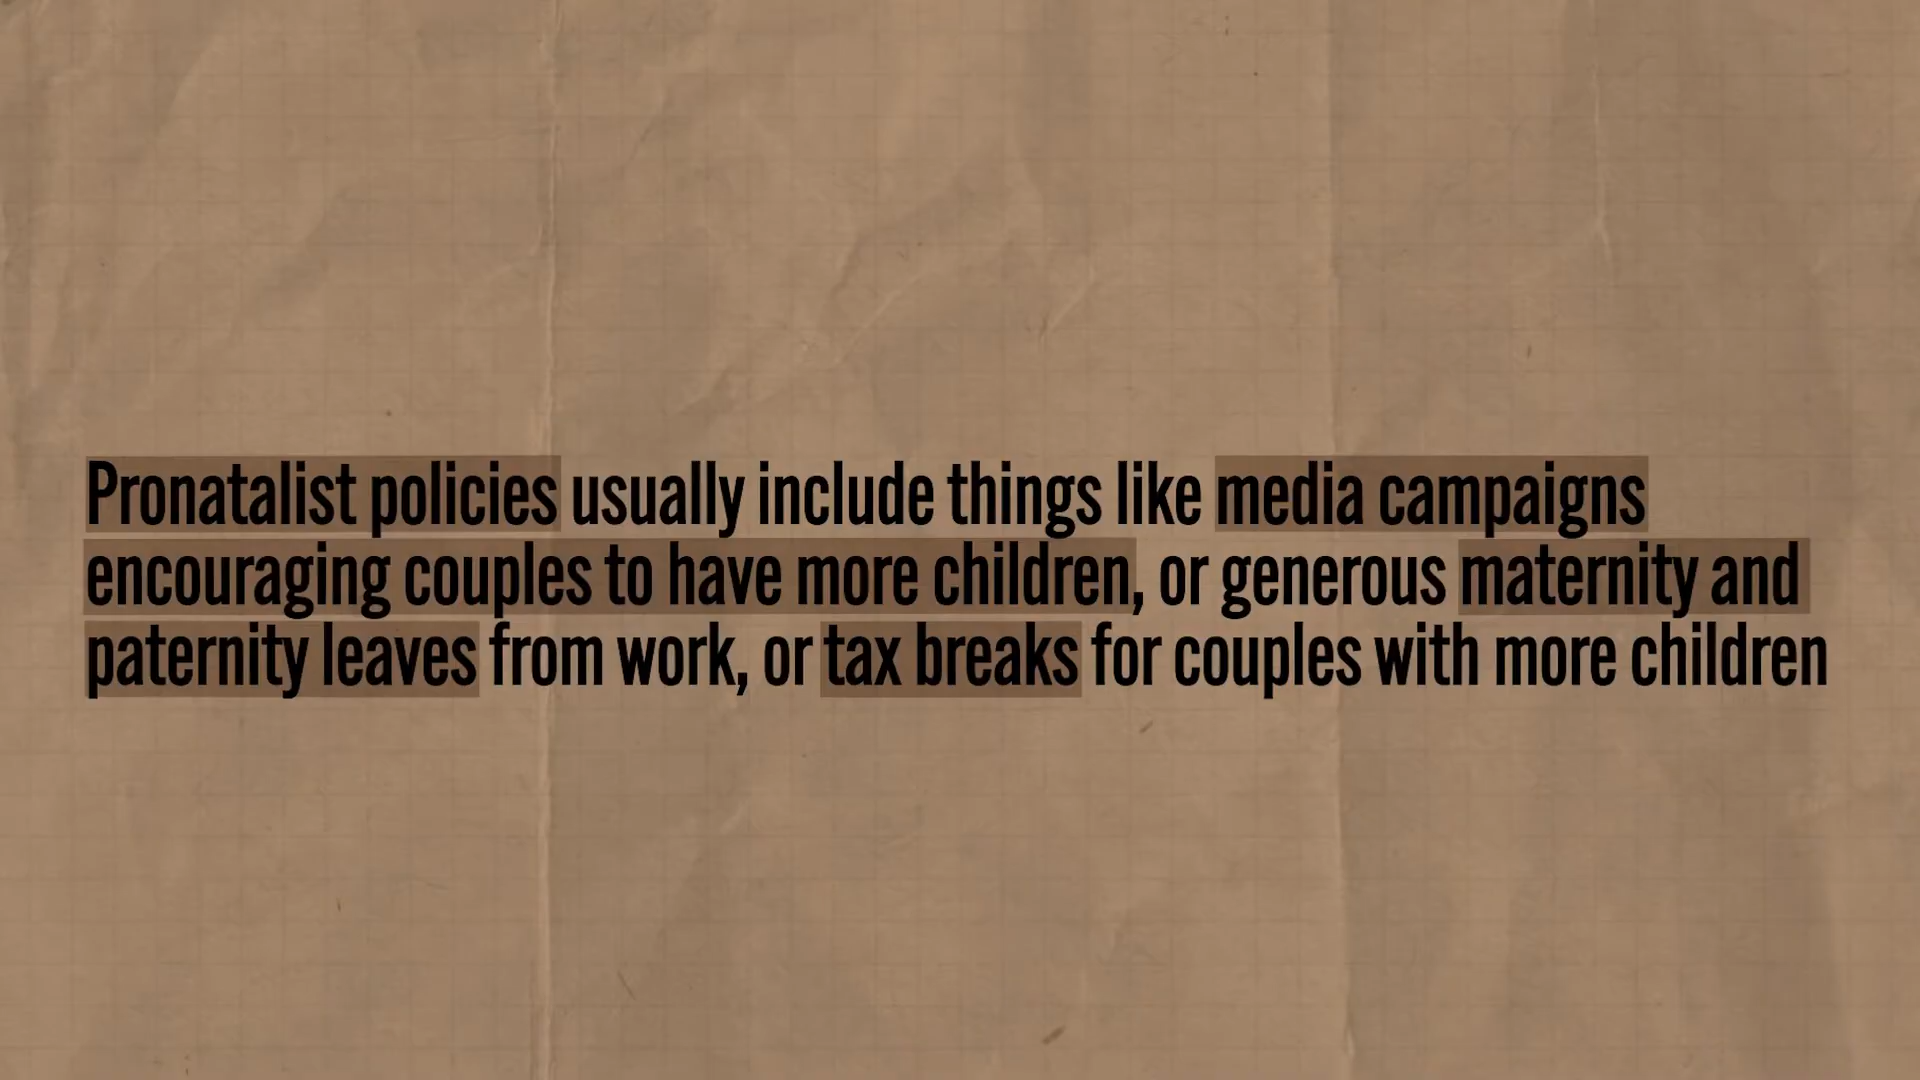 Pronatalist policies usually include things like media campaigns
encouraging couples to have more children, or generous maternity and
paternity leaves from work, or tax breaks for couples with more children